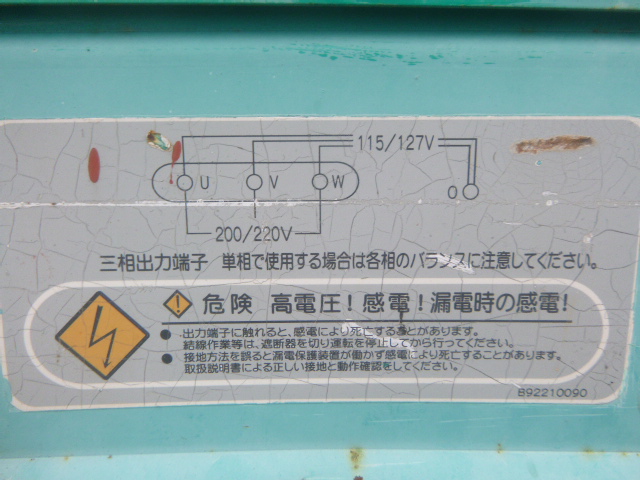 115/127V
U V W O
200/220V
三相出力端子 単相で使用する場合は各相のバランスに注意してください。
危険 高電圧!感電!漏電時の感電!
● 出力端子に触れると、感電により死亡することがあります。
結線作業等は、遮断器を切り運転を停止してから行ってください。
● 接地方法を誤ると漏電保護装置が働かず感電により死亡することがあります。
取扱説明書による正しい接地と動作確認をしてください。
B92210090